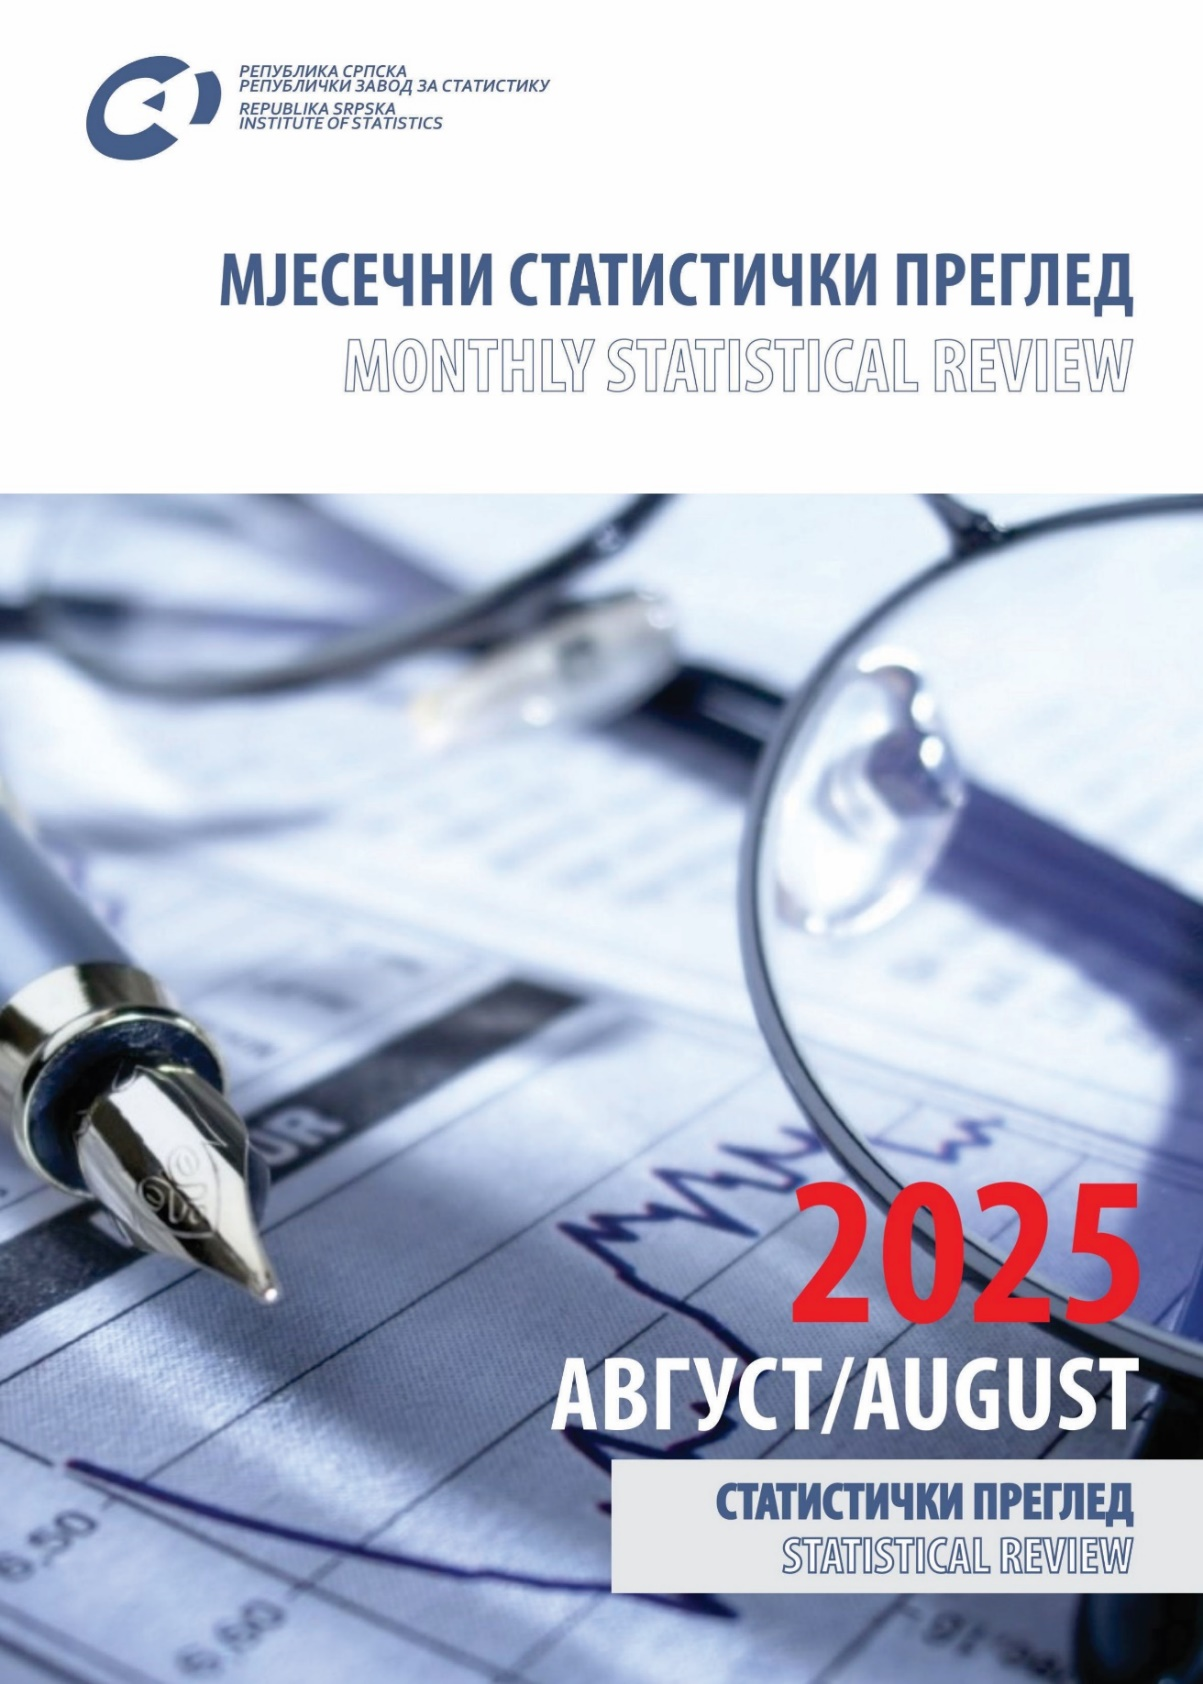 РЕПУБЛИКА СРПСКА
РЕПУБЛИЧКИ ЗАВОД ЗА СТАТИСТИКУ
REPUBLIKA SRPSKA
INSTITUTE OF STATISTICS
МЈЕСЕЧНИ СТАТИСТИЧКИ ПРЕГЛЕД
MONTHLY STATISTICAL REVIEW
UR
2025
АВГУСТ/AUGUST
СТАТИСТИЧКИ ПРЕГЛЕД
STATISTICAL REVIEW